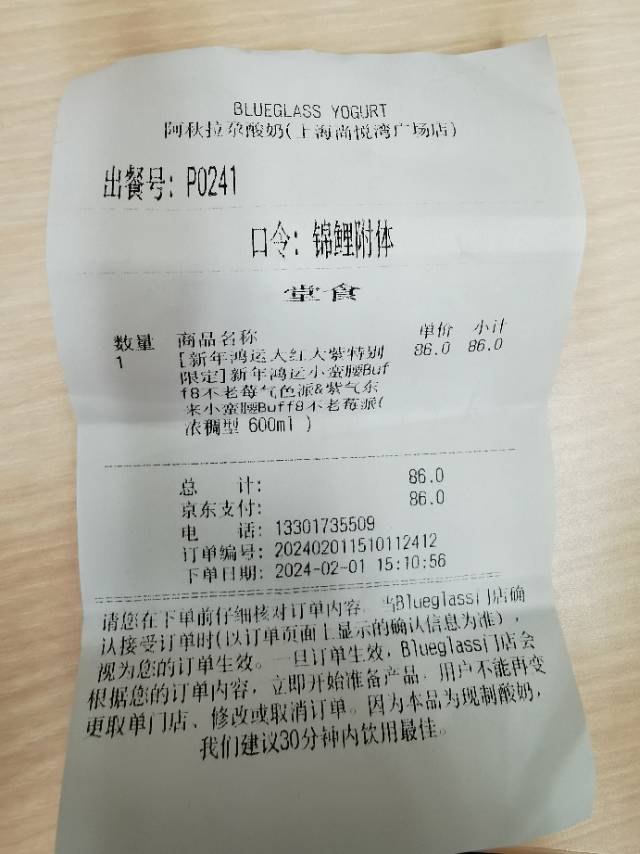 BLUEGLASS YOGURT
阿秋拉尕酸奶(上海尚悦湾广场店)
出餐号: P0241
口令: 锦鲤附体
堂食
数量 商品名称 单价 小计
1 [新年鸿运大红大紫特别 86.0 86.0
限定]新年鸿运小蛮腰Buf
f8不老莓气色派&紫气东
来小蛮腰Buff8不老莓派(
浓稠型 600ml )
总 计: 86.0
京东支付: 86.0
电 话: 13301735509
订单编号: 202402011510112412
下单日期: 2024-02-01 15:10:56
请您在下单前仔细核对订单内容，当Blueglass门店确
认接受订单时(以订单页面上显示的确认信息为准),
视为您的订单生效。一旦订单生效，Blueglass门店会
根据您的订单内容，立即开始准备产品，用户不能再变
更取单门店、修改或取消订单。因为本品为现制酸奶,
我们建议30分钟内饮用最佳。